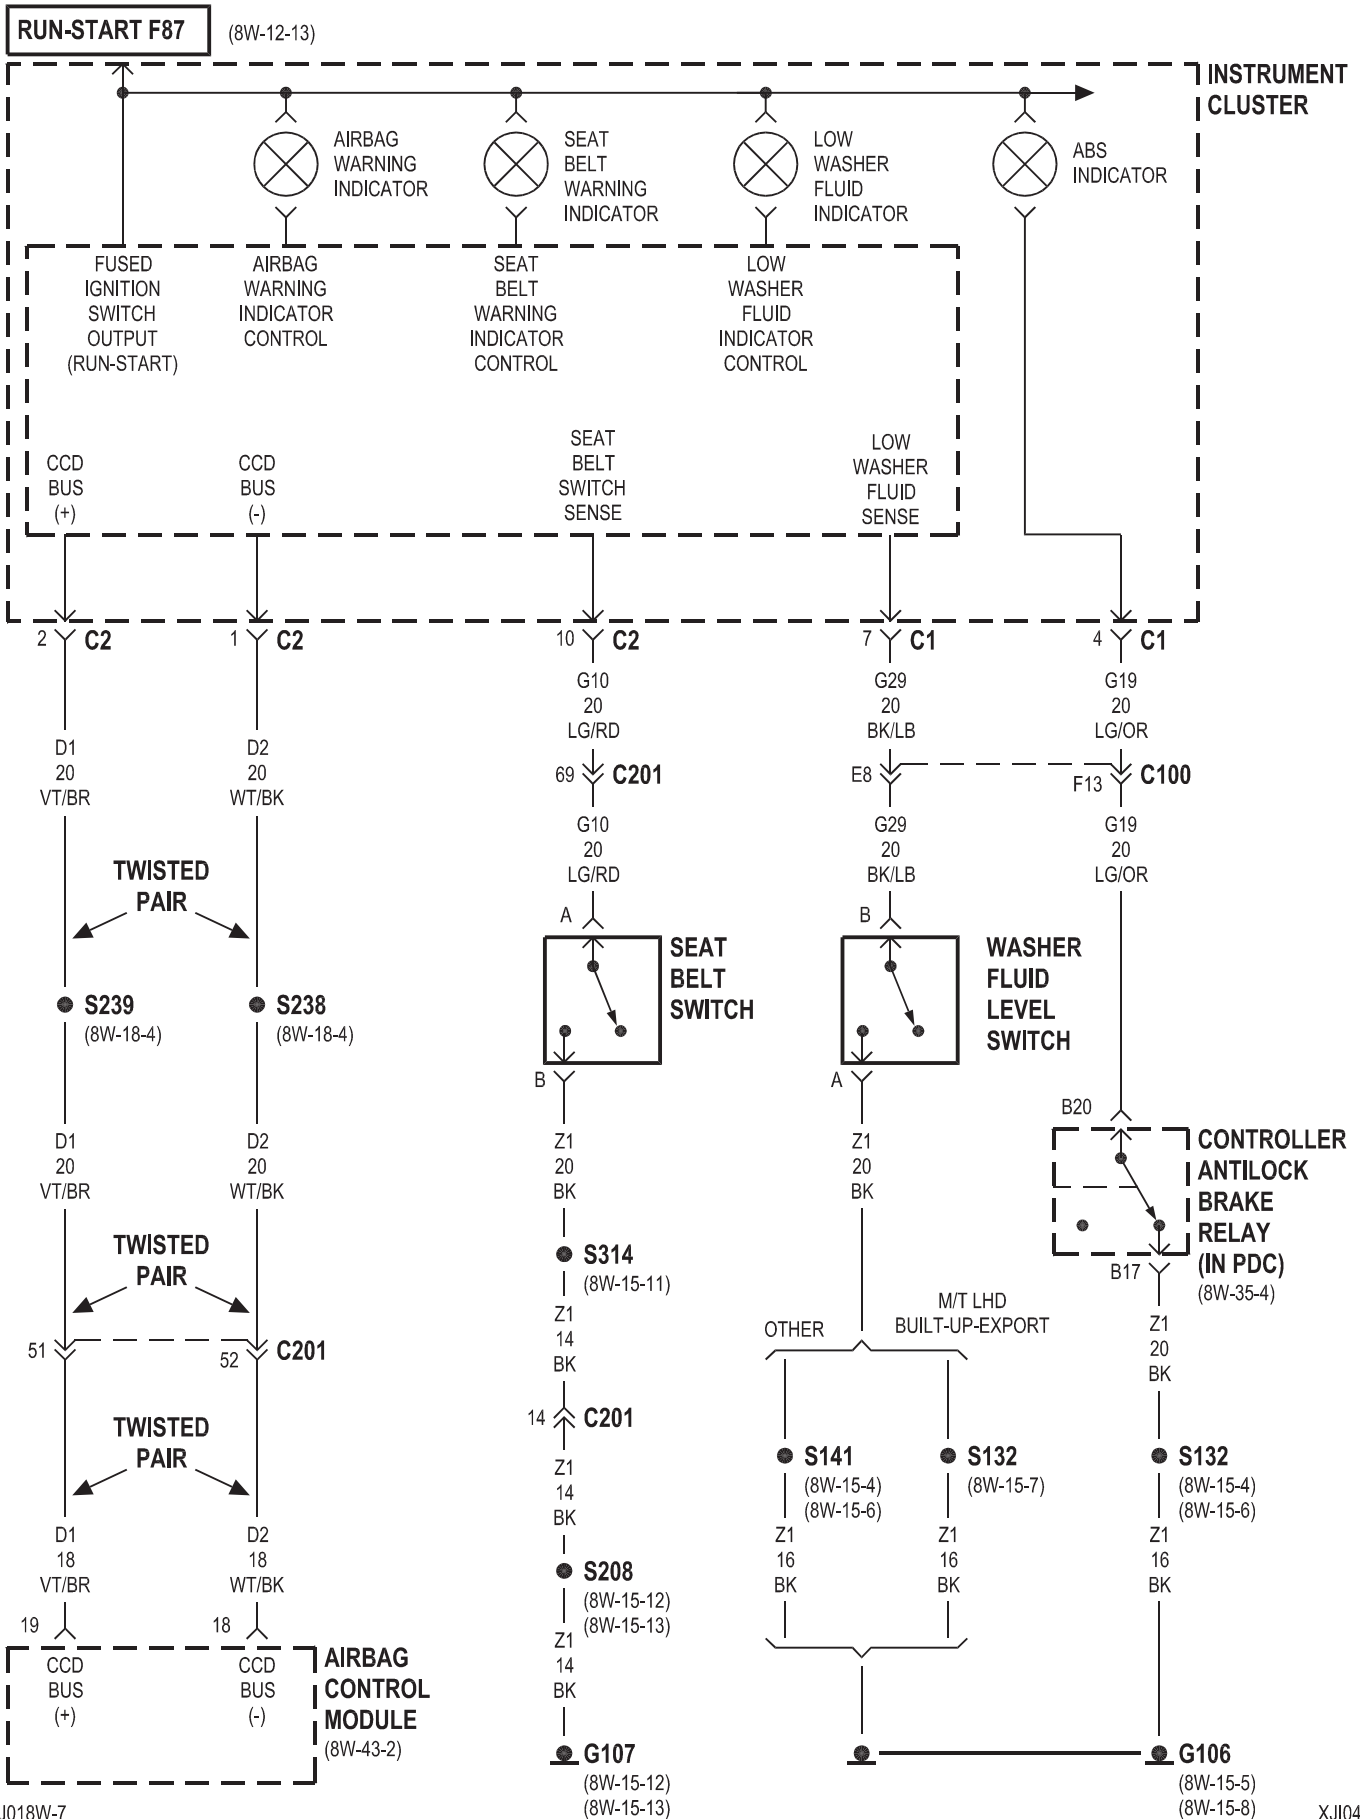 RUN-START F87
(8W-12-13)
INSTRUMENT
CLUSTER
AIRBAG
WARNING
INDICATOR
SEAT
BELT
WARNING
INDICATOR
LOW
WASHER
FLUID
INDICATOR
ABS
INDICATOR
FUSED
IGNITION
SWITCH
OUTPUT
(RUN-START)
AIRBAG
WARNING
INDICATOR
CONTROL
SEAT
BELT
WARNING
INDICATOR
CONTROL
LOW
WASHER
FLUID
INDICATOR
CONTROL
CCD
BUS
(+)
CCD
BUS
(-)
SEAT
BELT
SWITCH
SENSE
LOW
WASHER
FLUID
SENSE
2 C2
1 C2
10 C2
7 C1
4 C1
D1
20
VT/BR
D2
20
WT/BK
G10
20
LG/RD
G29
20
BK/LB
G19
20
LG/OR
69 C201
E8
F13 C100
G10
20
LG/RD
G29
20
BK/LB
G19
20
LG/OR
TWISTED
PAIR
A
SEAT
BELT
SWITCH
B
B
WASHER
FLUID
LEVEL
SWITCH
A
S239
(8W-18-4)
S238
(8W-18-4)
D1
20
VT/BR
D2
20
WT/BK
Z1
20
BK
Z1
20
BK
B20
CONTROLLER
ANTILOCK
BRAKE
RELAY
(IN PDC)
(8W-35-4)
B17
TWISTED
PAIR
S314
(8W-15-11)
Z1
14
BK
OTHER
M/T LHD
BUILT-UP-EXPORT
Z1
20
BK
51
52 C201
14 C201
TWISTED
PAIR
Z1
14
BK
S141
(8W-15-4)
(8W-15-6)
S132
(8W-15-7)
S132
(8W-15-4)
(8W-15-6)
D1
18
VT/BR
D2
18
WT/BK
S208
(8W-15-12)
(8W-15-13)
Z1
16
BK
Z1
16
BK
Z1
16
BK
19
18
Z1
14
BK
CCD
BUS
(+)
CCD
BUS
(-)
AIRBAG
CONTROL
MODULE
(8W-43-2)
G107
(8W-15-12)
(8W-15-13)
G106
(8W-15-5)
(8W-15-8)
J018W-7
XJI04